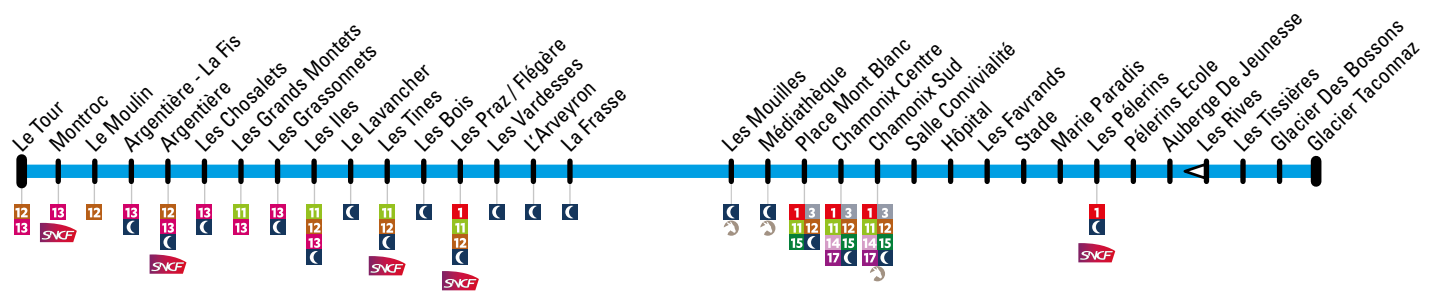 Le Tour
Montroc
Le Moulin
Argentière - La Fis
Argentière
Les Chosalets
Les Grands Montets
Les Grassonnets
Les Iles
Le Lavancher
Les Tines
Les Bois
Les Praz / Flégère
Les Vardesses
L'Arveyron
La Frasse
Les Mouilles
Médiathèque
Place Mont Blanc
Chamonix Centre
Chamonix Sud
Salle Convivialité
Hôpital
Les Favrands
Stade
Marie Paradis
Les Pélerins
Pélerins Ecole
Auberge De Jeunesse
Les Rives
Les Tissières
Glacier Des Bossons
Glacier Taconnaz
12
13
13
SNCF
12
13
12
13
SNCF
13
11
13
13
11
12
13
11
12
SNCF
1
11
12
SNCF
1 3
11 12
15
1 3
11 12
14 15
17
1 3
11 12
14 15
17
1
SNCF